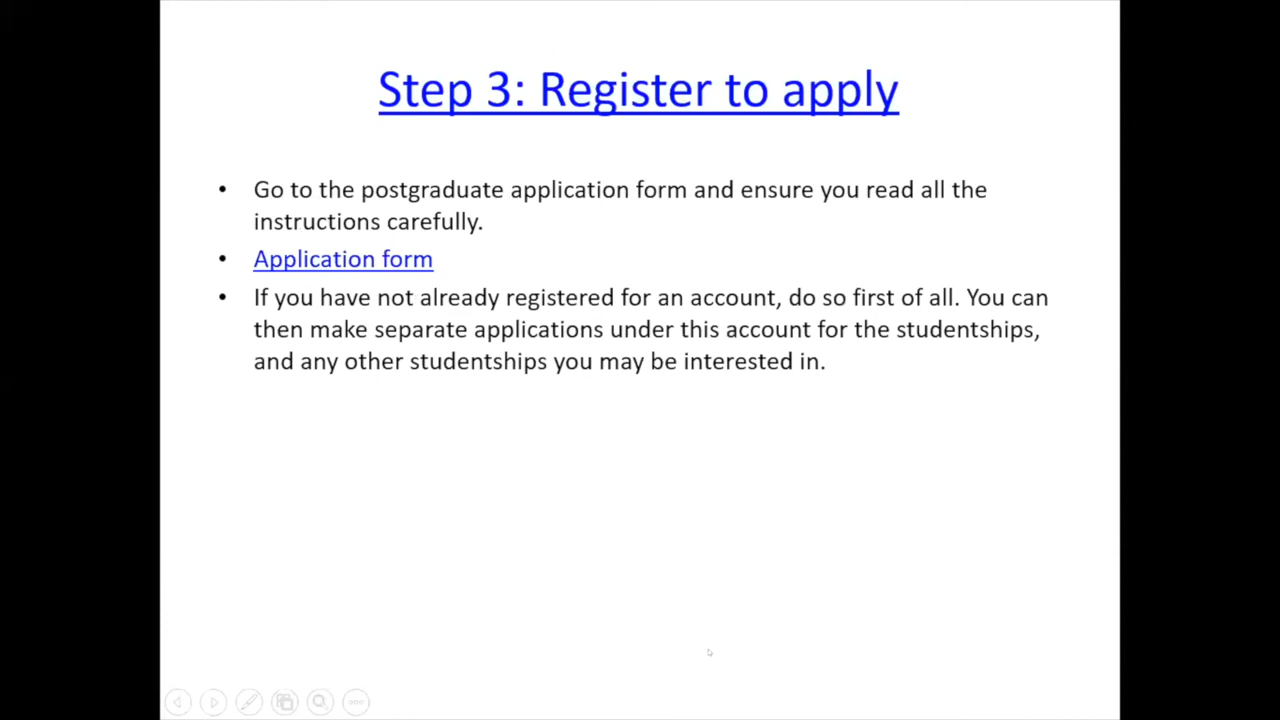 Step 3: Register to apply
• Go to the postgraduate application form and ensure you read all the
instructions carefully.
• Application form
• If you have not already registered for an account, do so first of all. You can
then make separate applications under this account for the studentships,
and any other studentships you may be interested in.